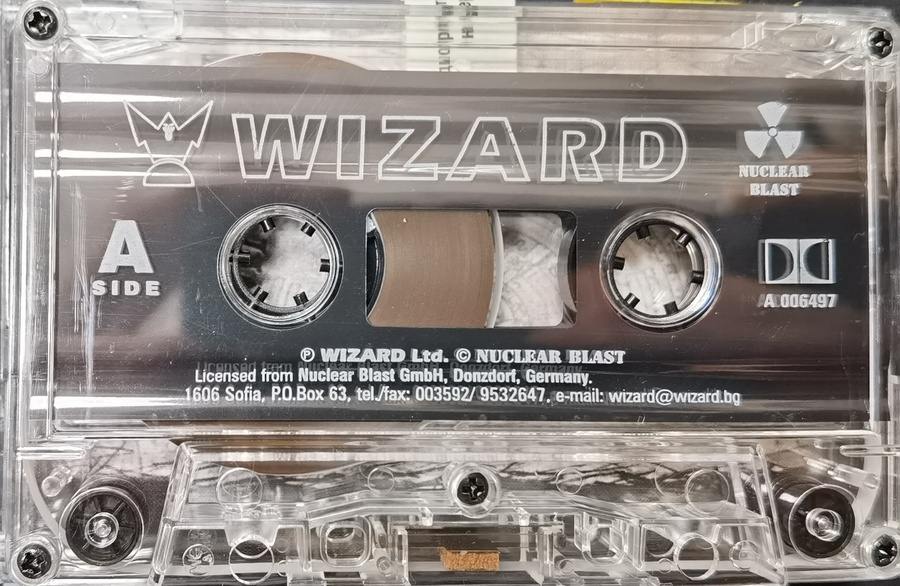 WIZARD
NUCLEAR
BLAST
A
SIDE
A.006497
℗ WIZARD Ltd. © NUCLEAR BLAST
Licensed from Nuclear Blast GmbH, Donzdorf, Germany.
1606 Sofia, P.O.Box 63, tel./fax: 003592/ 9532647, e-mail: wizard@wizard.bg